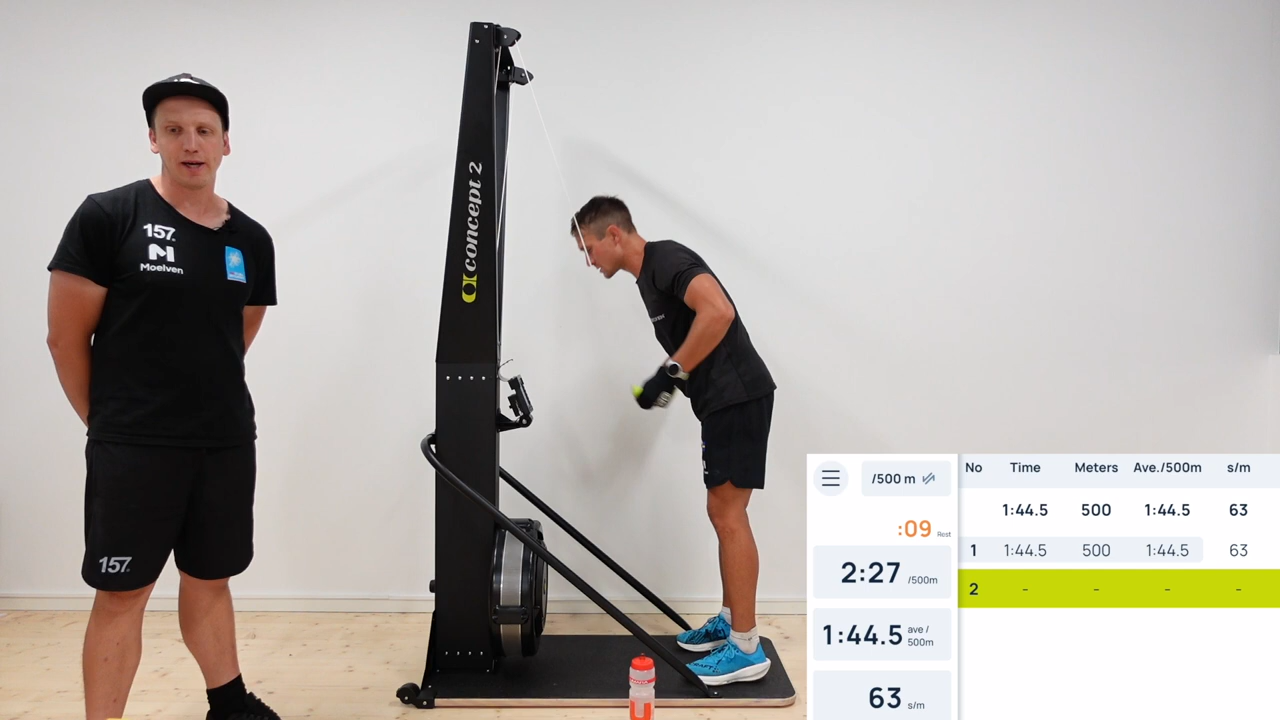 157.
Moelven
157.
concept 2
/500 m
:09 Rest
2:27 /500m
1:44.5 ave / 500m
63 s/m
No Time Meters Ave./500m s/m
1:44.5 500 1:44.5 63
1 1:44.5 500 1:44.5 63
2 - - - -